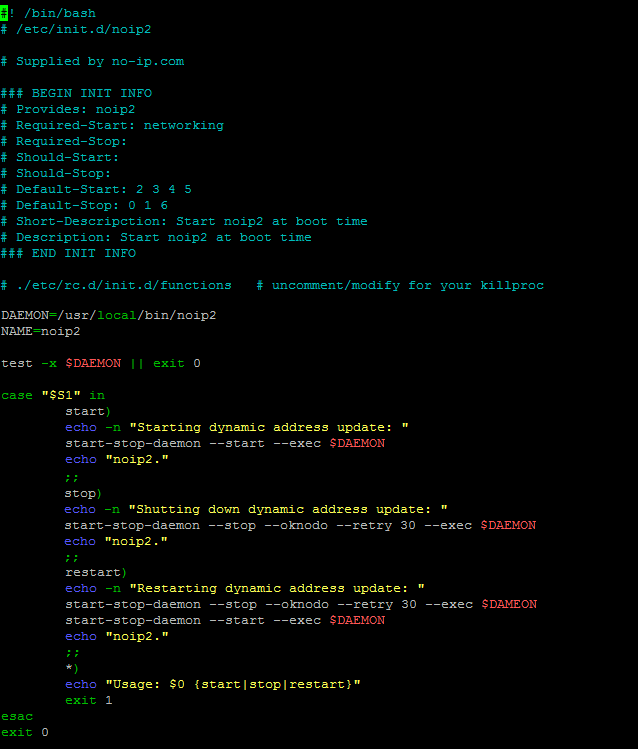 #! /bin/bash
# /etc/init.d/noip2

# Supplied by no-ip.com

### BEGIN INIT INFO
# Provides: noip2
# Required-Start: networking
# Required-Stop:
# Should-Start:
# Should-Stop:
# Default-Start: 2 3 4 5
# Default-Stop: 0 1 6
# Short-Descripction: Start noip2 at boot time
# Description: Start noip2 at boot time
### END INIT INFO

# ./etc/rc.d/init.d/functions   # uncomment/modify for your killproc

DAEMON=/usr/local/bin/noip2
NAME=noip2

test -x $DAEMON || exit 0

case "$S1" in
        start)
        echo -n "Starting dynamic address update: "
        start-stop-daemon --start --exec $DAEMON
        echo "noip2."
        ;;
        stop)
        echo -n "Shutting down dynamic address update: "
        start-stop-daemon --stop --oknodo --retry 30 --exec $DAEMON
        echo "noip2."
        ;;
        restart)
        echo -n "Restarting dynamic address update: "
        start-stop-daemon --stop --oknodo --retry 30 --exec $DAMEON
        start-stop-daemon --start --exec $DAEMON
        echo "noip2."
        ;;
        *)
        echo "Usage: $0 {start|stop|restart}"
        exit 1
esac
exit 0